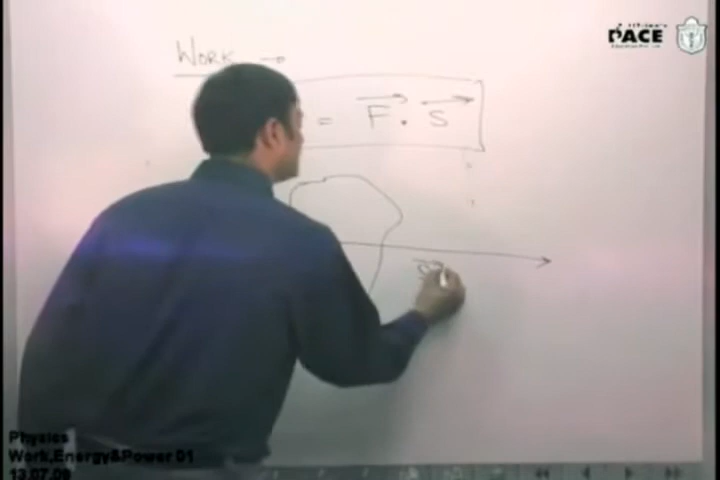 WORK →
= F . S
PACE
Physics
Work,Energy&Power 01
13.07.09